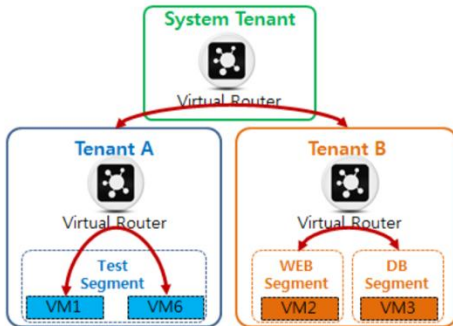 System Tenant
Virtual Router
Tenant A
Tenant B
Virtual Router
Virtual Router
Test
Segment
WEB
Segment
DB
Segment
VM1
VM6
VM2
VM3